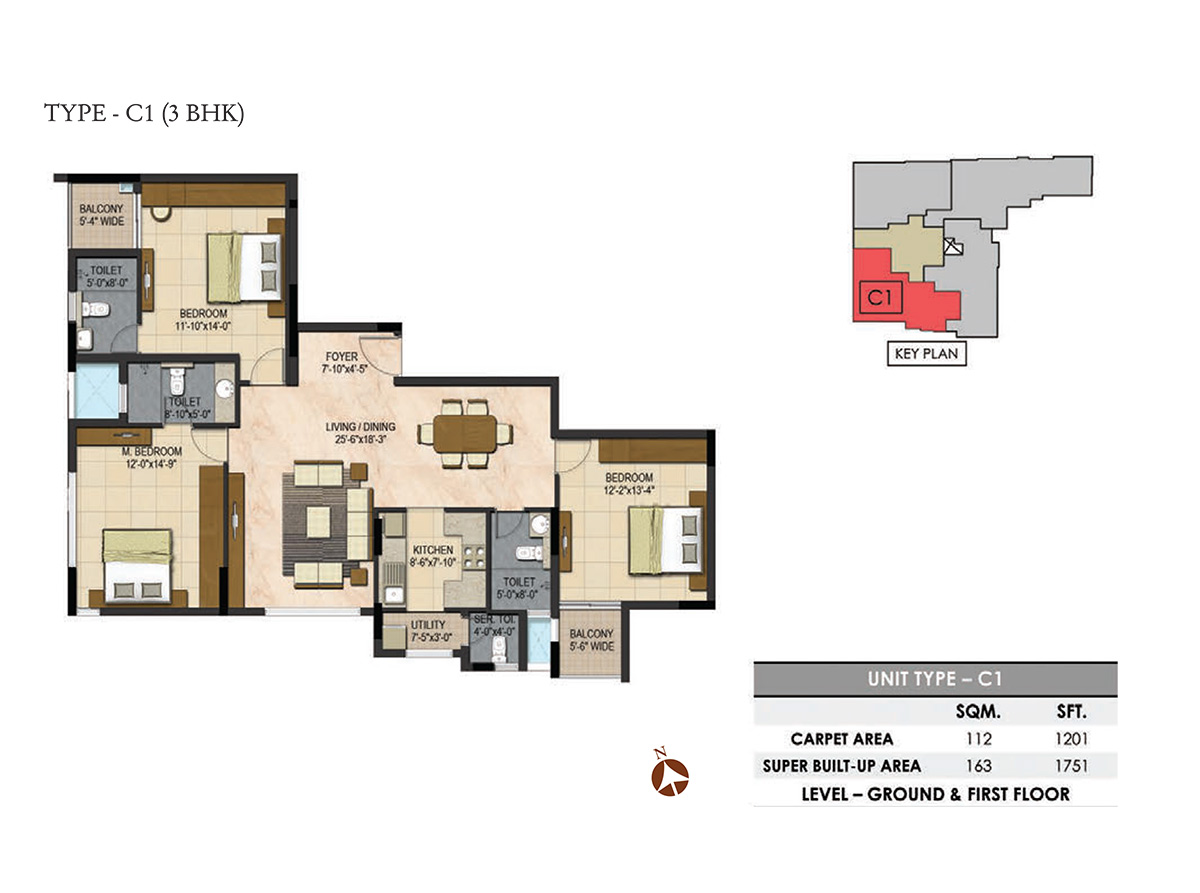 TYPE - C1 (3 BHK)
BALCONY
5'-4" WIDE
TOILET
5'-0"x8'-0"
BEDROOM
11'-10"x14'-0"
FOYER
7'-10"x4'-5"
TOILET
8'-10"x5'-0"
LIVING / DINING
25'-6"x18'-3"
M. BEDROOM
12'-0"x14'-9"
BEDROOM
12'-2"x13'-4"
KITCHEN
8'-6"x7'-10"
TOILET
5'-0"x8'-0"
UTILITY
7'-5"x3'-0"
SER. TOI.
4'-0"x4'-0"
BALCONY
5'-6" WIDE
C1
KEY PLAN
N
UNIT TYPE – C1
SQM. SFT.
CARPET AREA 112 1201
SUPER BUILT-UP AREA 163 1751
LEVEL – GROUND & FIRST FLOOR